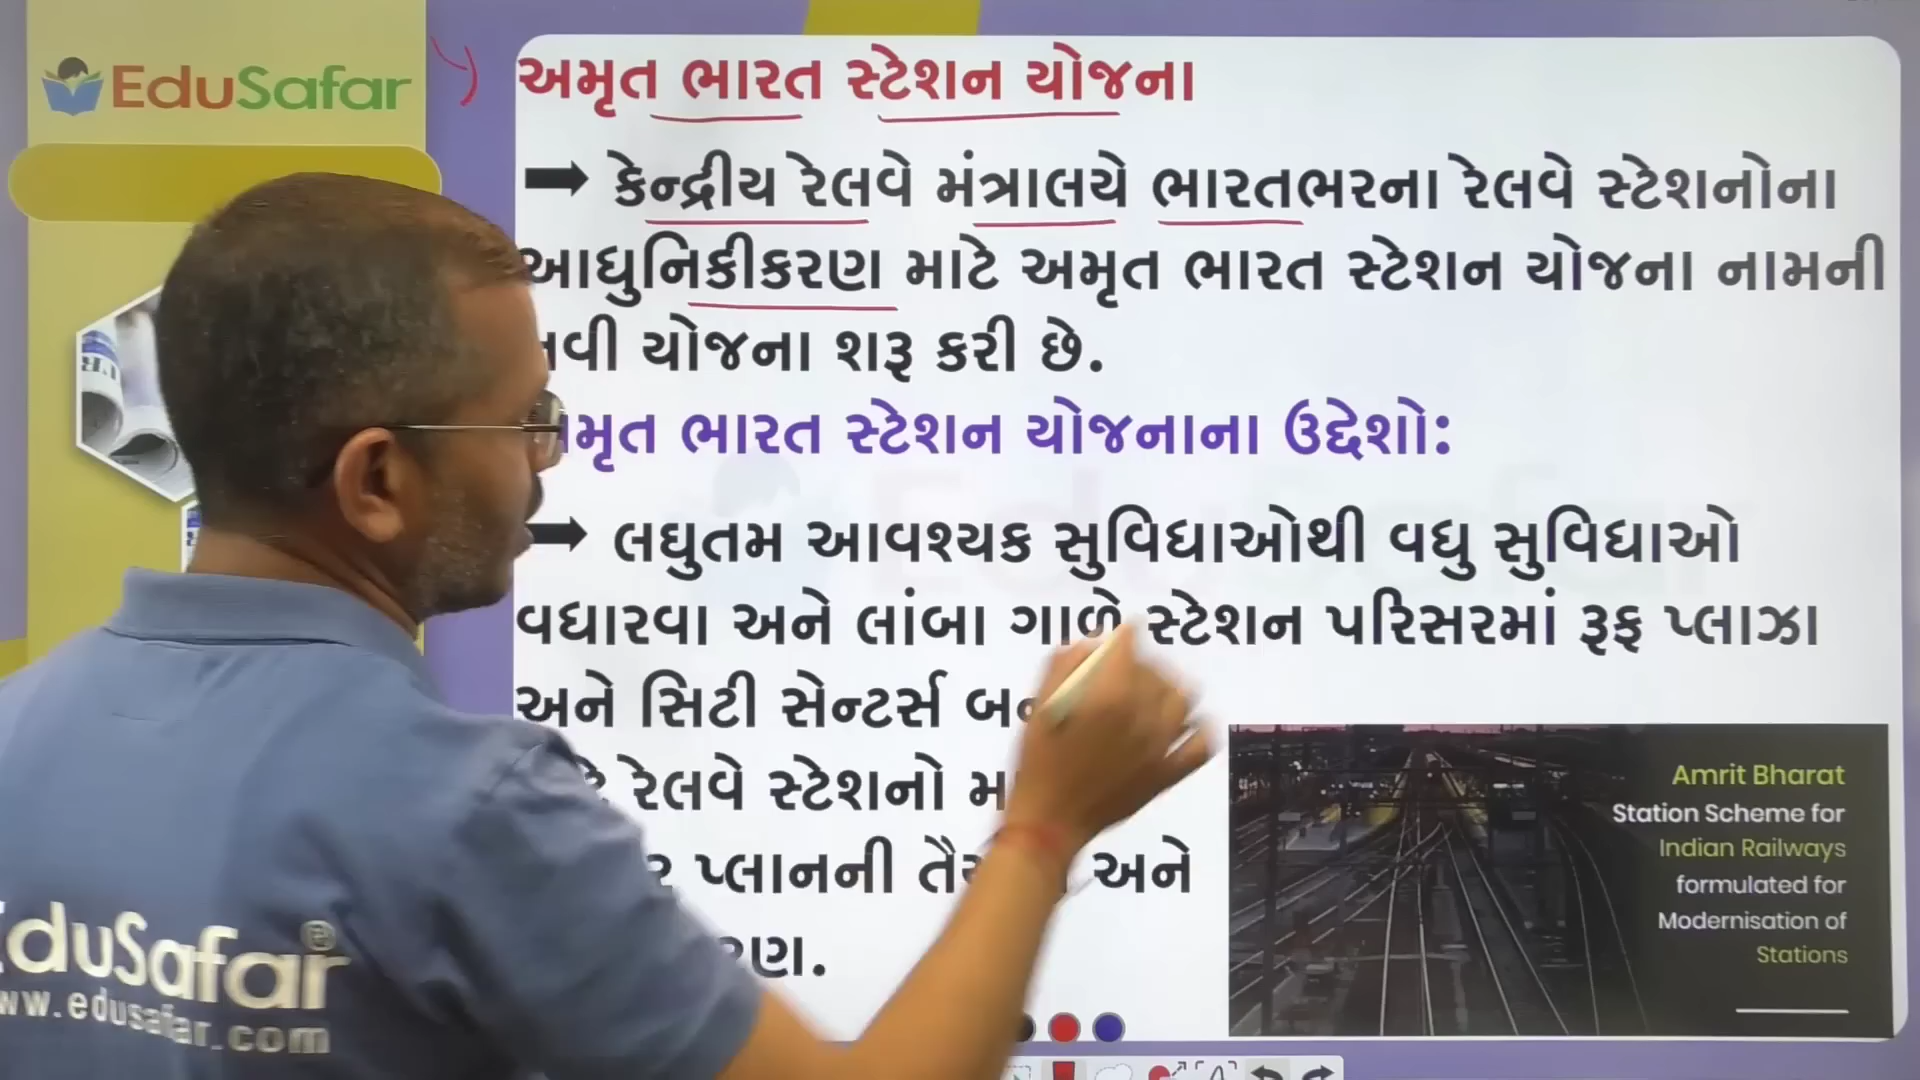 EduSafar
અમૃત ભારત સ્ટેશન યોજના
➡ કેન્દ્રીય રેલવે મંત્રાલયે ભારતભરના રેલવે સ્ટેશનોના
આધુનિકીકરણ માટે અમૃત ભારત સ્ટેશન યોજના નામની
યોજના શરૂ કરી છે.
ભારત સ્ટેશન યોજનાના ઉદ્દેશો:
➡ લઘુતમ આવશ્યક સુવિધાઓથી વધુ સુવિધાઓ
વધારવા અને લાંબા ગાળે સ્ટેશન પરિસરમાં રૂફ પ્લાઝા
અને સિટી સેન્ટર્સ
રેલવે સ્ટેશનો
પ્લાનની અને
Amrit Bharat
Station Scheme for
Indian Railways
formulated for
Modernisation of
Stations
EduSafar®
www.edusafar.com